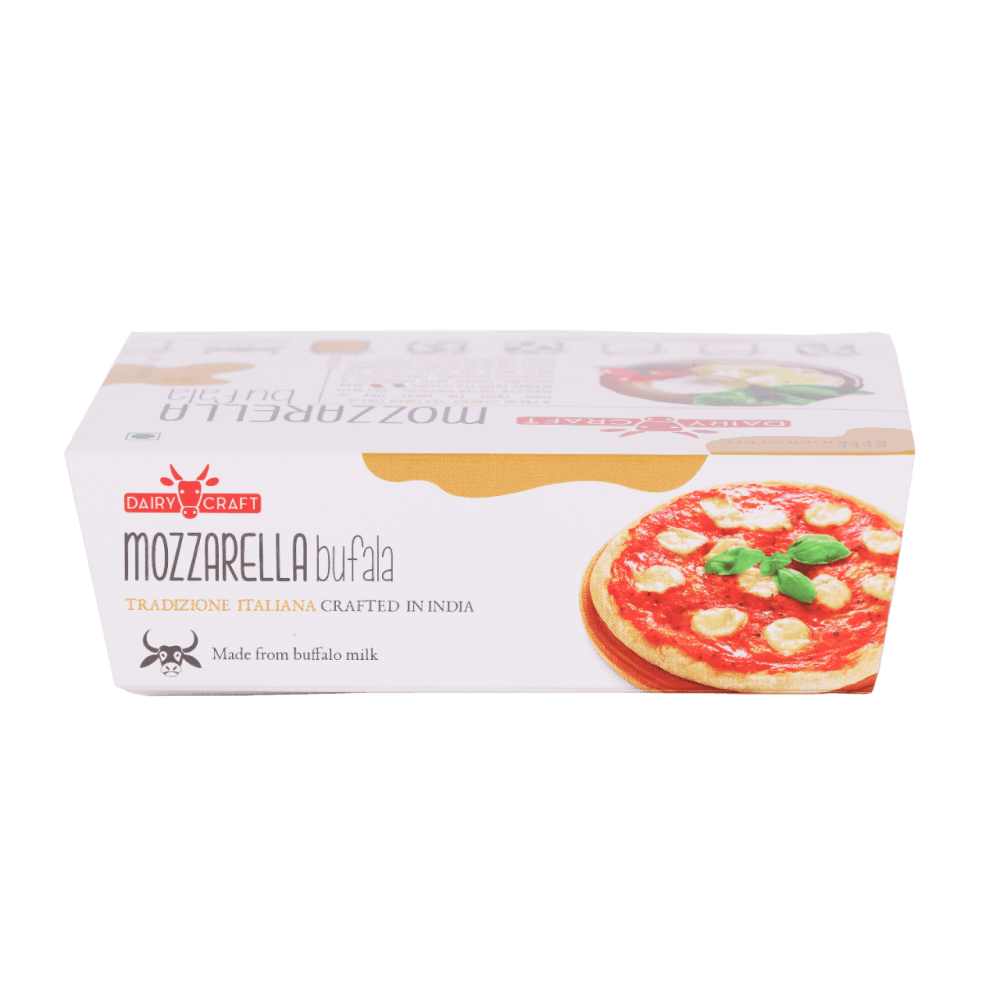 MOZZARELLA
bufala
DAIRY CRAFT
DAIRY CRAFT
MOZZARELLA bufala
TRADIZIONE ITALIANA CRAFTED IN INDIA
Made from buffalo milk